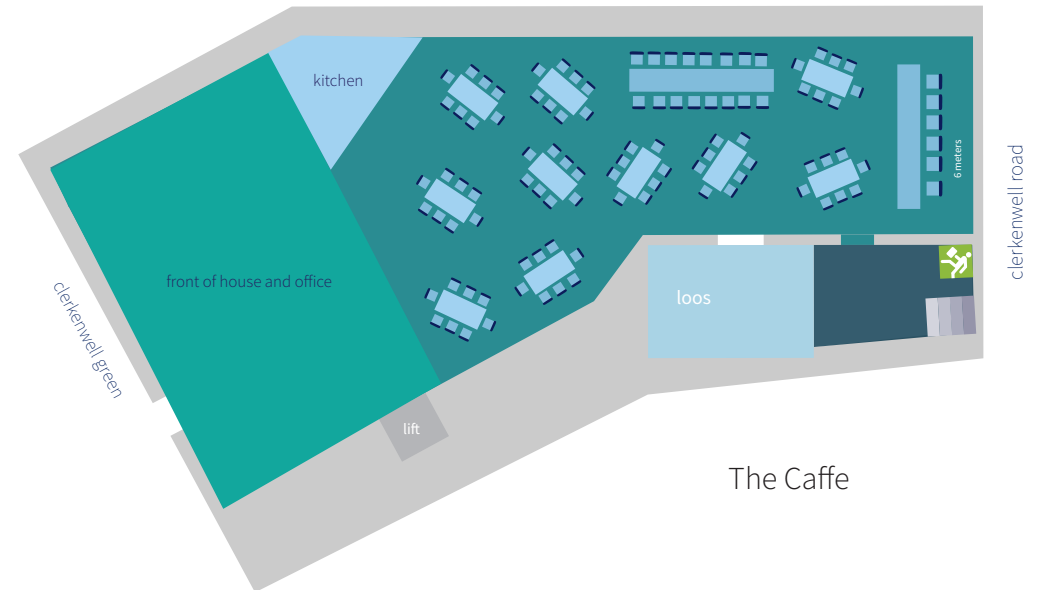 kitchen
6 meters
clerkenwell road
front of house and office
loos
clerkenwell green
lift
The Caffe